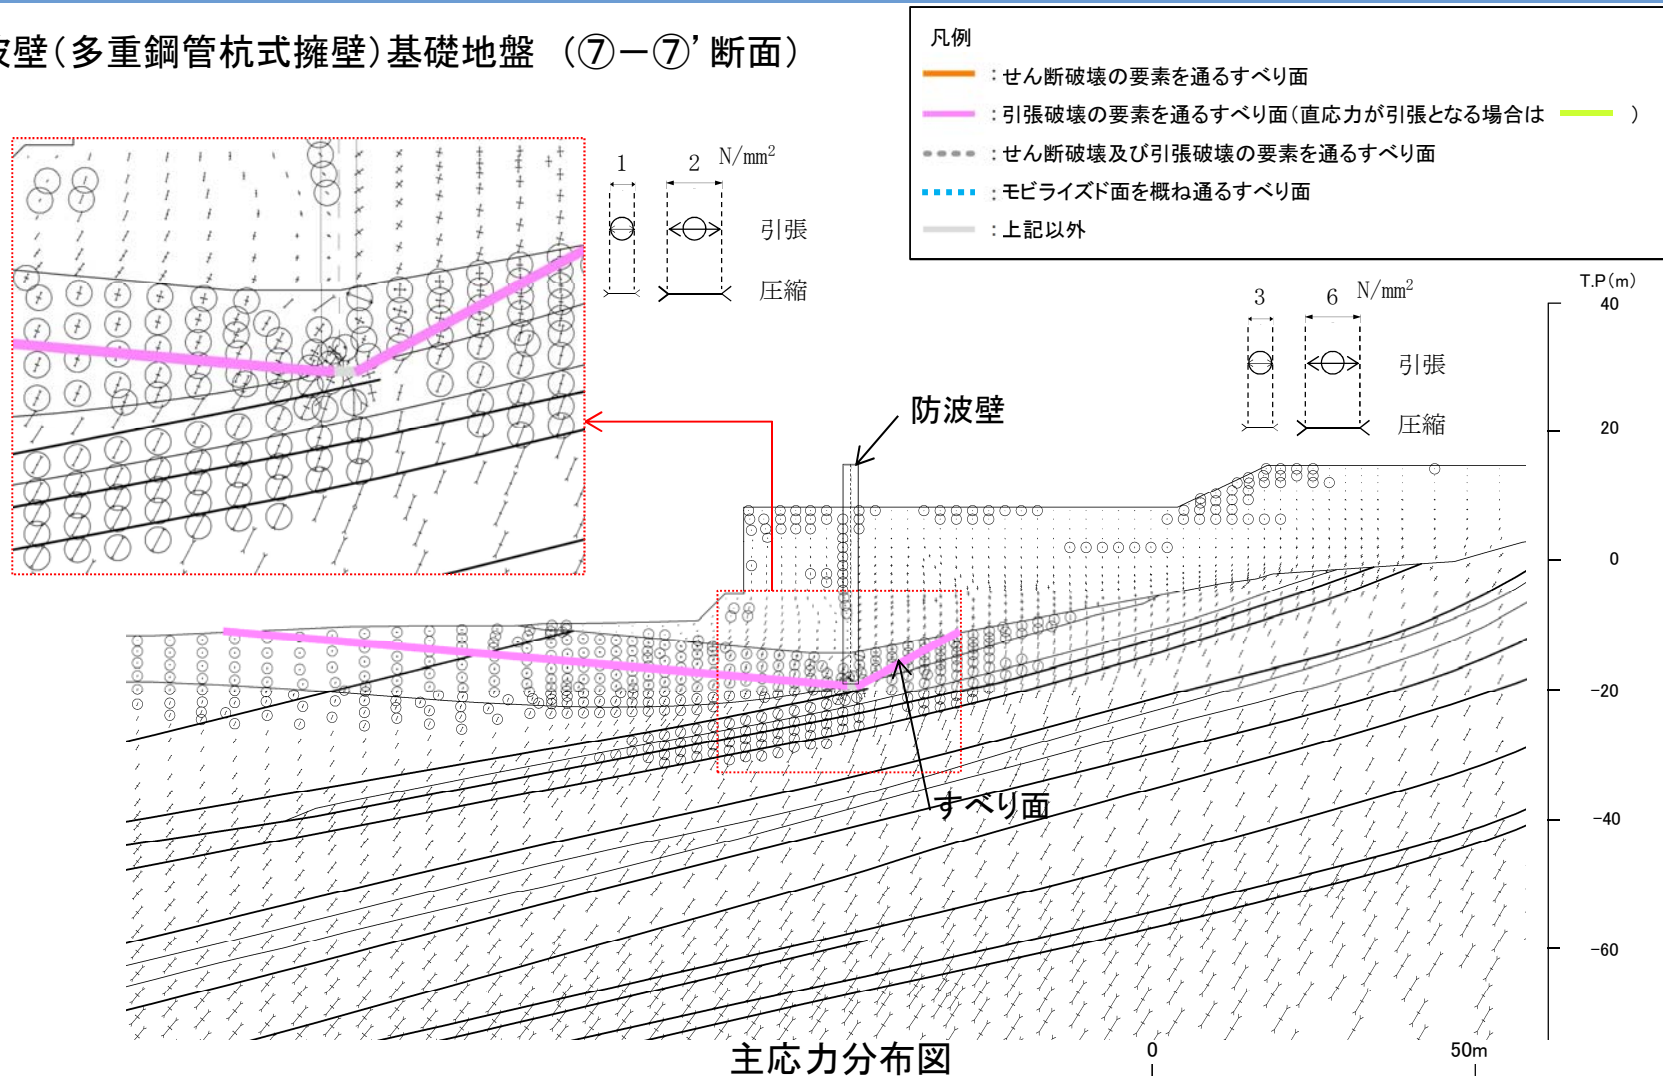 波壁（多重鋼管杭式擁壁）基礎地盤 （⑦－⑦’断面）
凡例
：せん断破壊の要素を通るすべり面
：引張破壊の要素を通るすべり面（直応力が引張となる場合は ）
：せん断破壊及び引張破壊の要素を通るすべり面
：モビライズド面を概ね通るすべり面
：上記以外
1 2 N/mm²
引張
圧縮
3 6 N/mm²
引張
圧縮
T.P（m）
40
20
0
-20
-40
-60
防波壁
すべり面
主応力分布図
0 50m